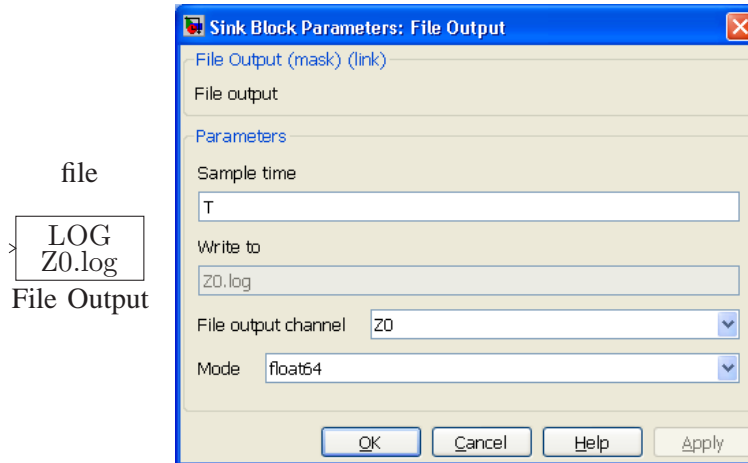 file
LOG
Z0.log
File Output
Sink Block Parameters: File Output
File Output (mask) (link)
File output
Parameters
Sample time
T
Write to
Z0.log
File output channel Z0
Mode float64
OK Cancel Help Apply